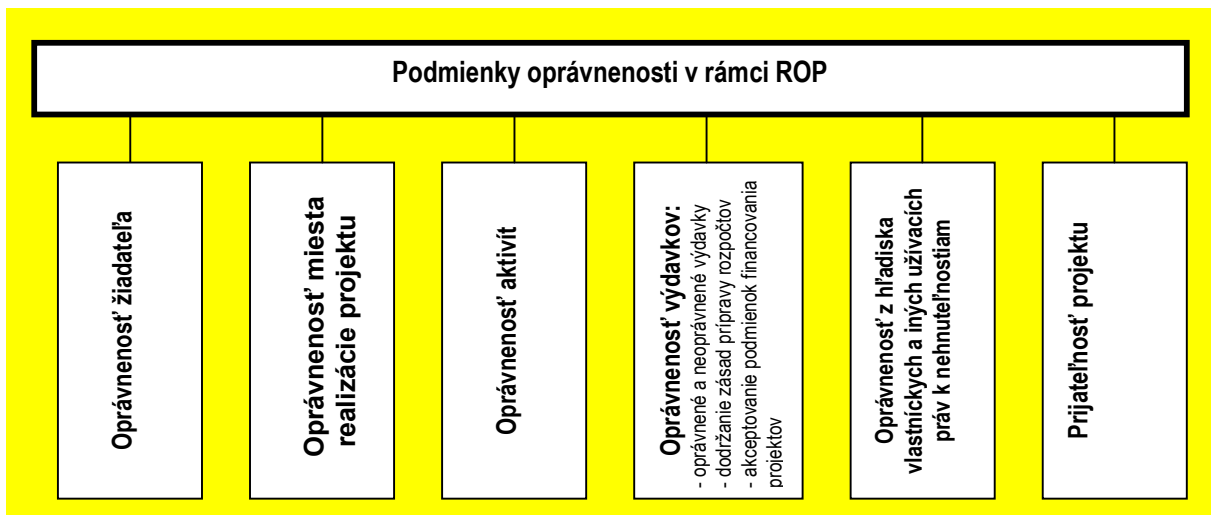 Podmienky oprávnenosti v rámci ROP
Oprávnenosť žiadateľa
Oprávnenosť miesta
realizácie projektu
Oprávnenosť aktivít
Oprávnenosť výdavkov:
- oprávnené a neoprávnené výdavky
- dodržanie zásad prípravy rozpočtov
- akceptovanie podmienok financovania
projektov
Oprávnenosť z hľadiska
vlastníckych a iných užívacích
práv k nehnuteľnostiam
Prijateľnosť projektu